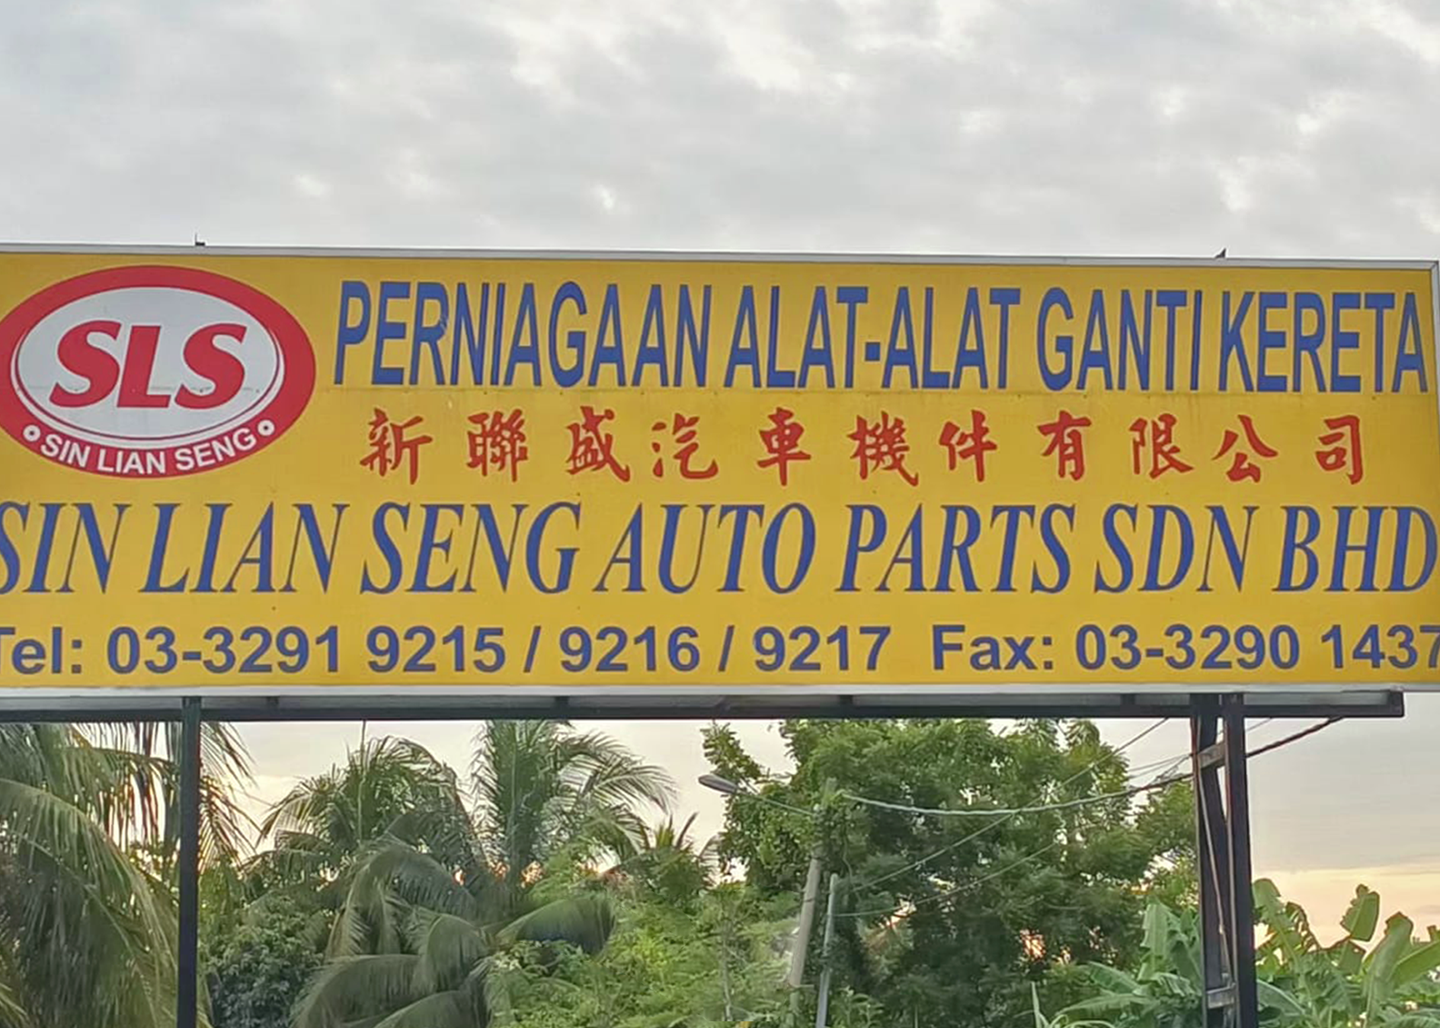 SLS
SIN LIAN SENG
PERNIAGAAN ALAT-ALAT GANTI KERETA
新聯盛汽車機件有限公司
SIN LIAN SENG AUTO PARTS SDN BHD
Tel: 03-3291 9215 / 9216 / 9217 Fax: 03-3290 1437